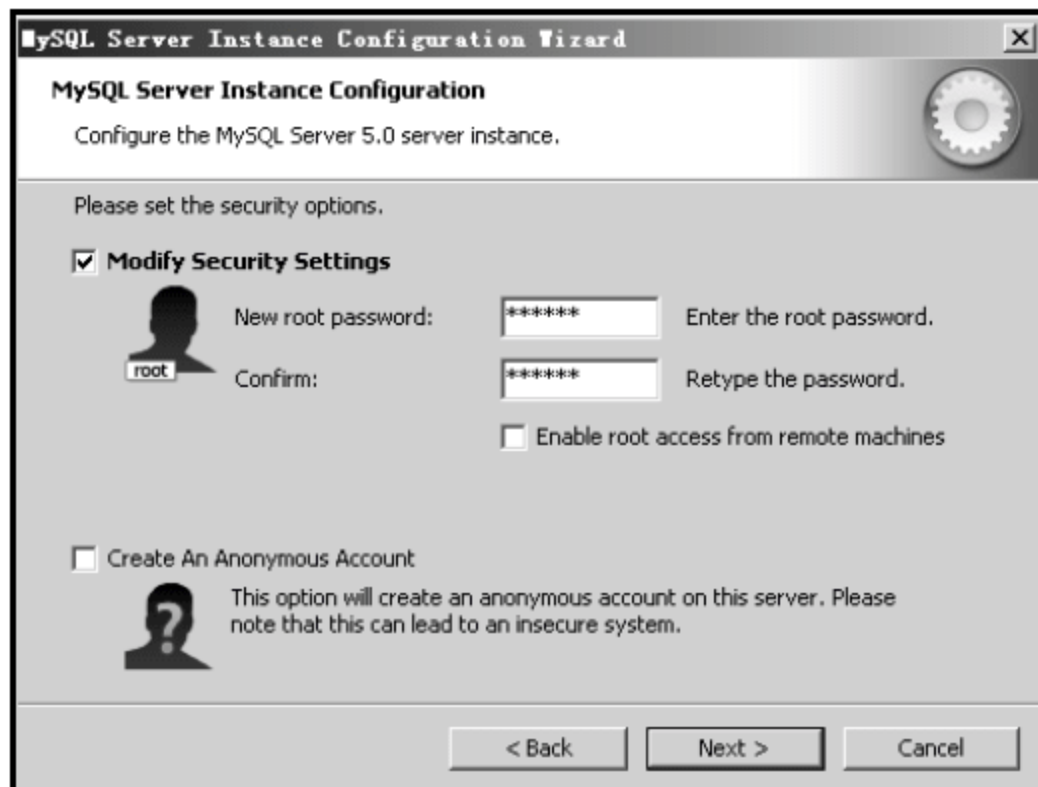 MySQL Server Instance Configuration Wizard
MySQL Server Instance Configuration
Configure the MySQL Server 5.0 server instance.
Please set the security options.
Modify Security Settings
New root password: ****** Enter the root password.
root
Confirm: ****** Retype the password.
Enable root access from remote machines
Create An Anonymous Account
This option will create an anonymous account on this server. Please
note that this can lead to an insecure system.
< Back Next > Cancel